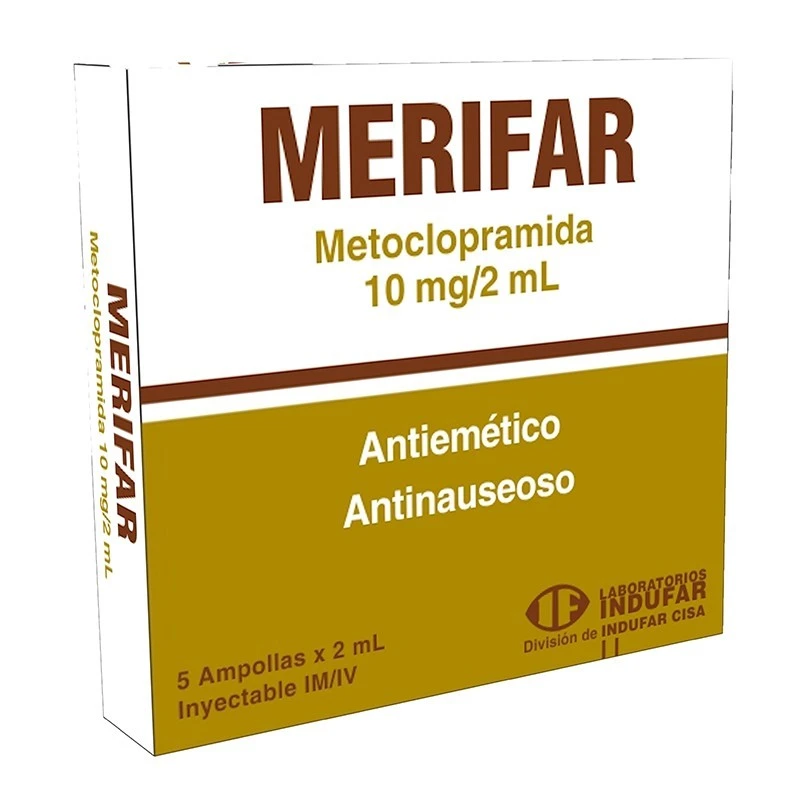 MERIFAR
Metoclopramida
10 mg/2 mL
Antiemético
Antinauseoso
LABORATORIOS
INDUFAR
División de INDUFAR CISA
5 Ampollas x 2 mL
Inyectable IM/IV
MERIFAR
Metoclopramida 10 mg/2 mL